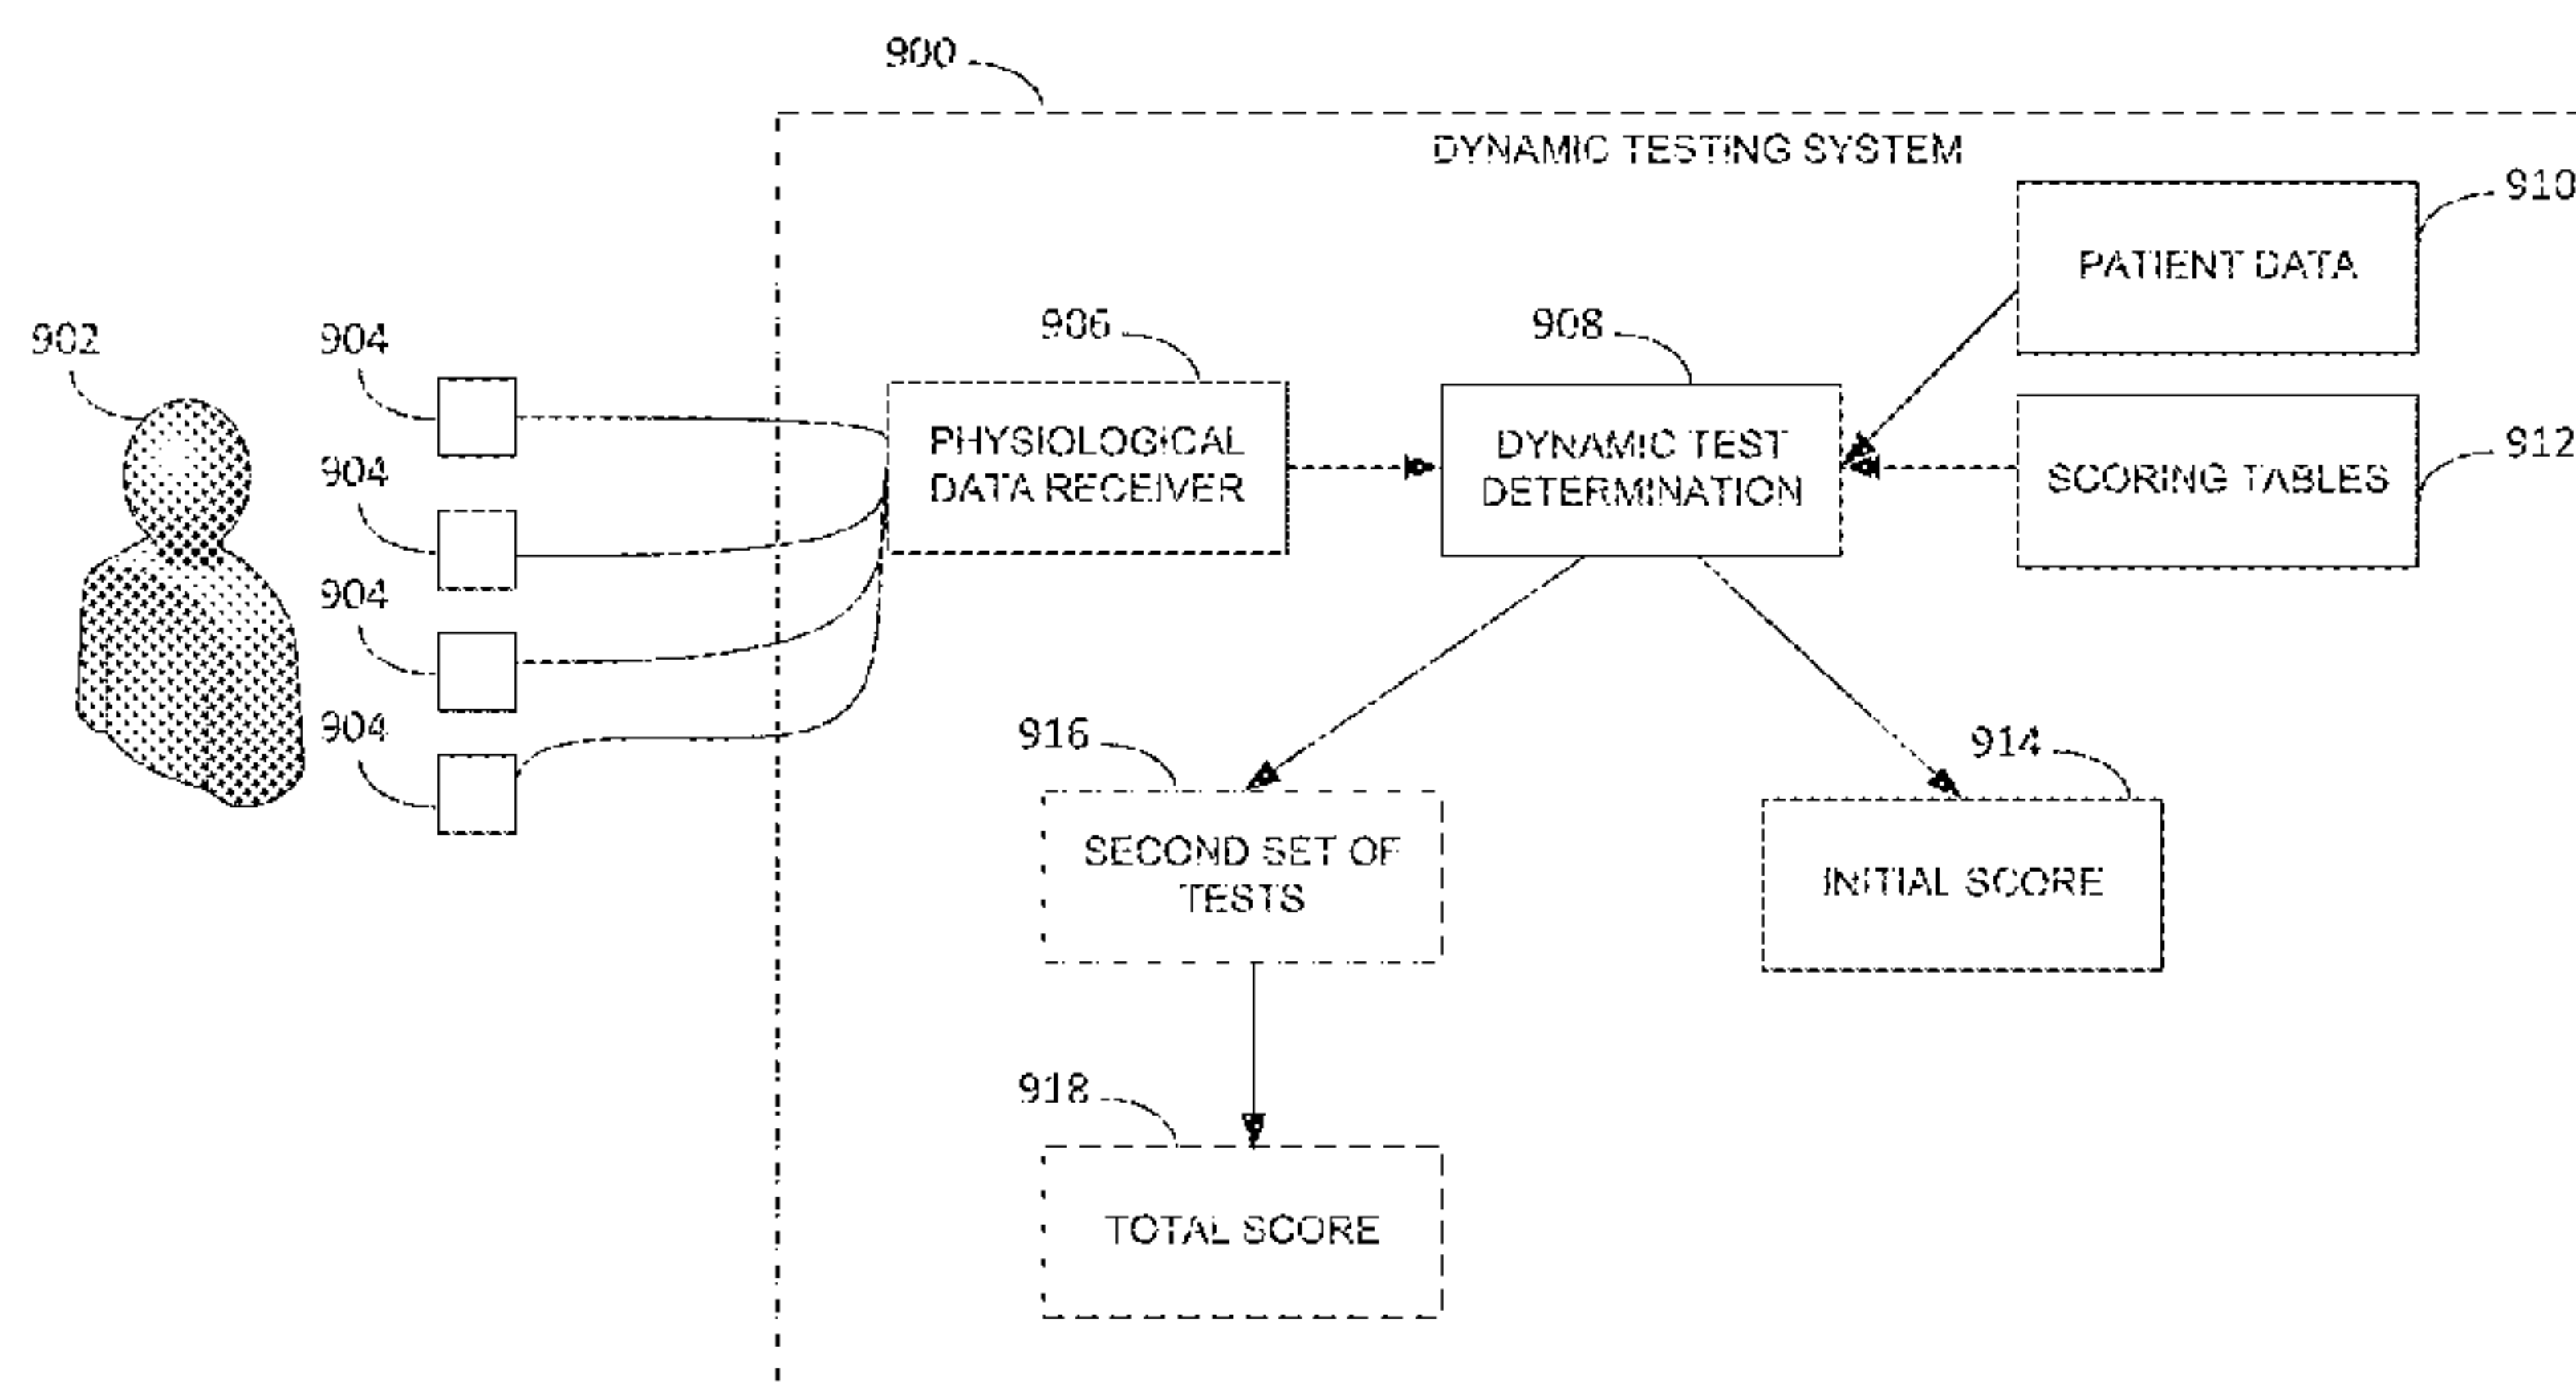 900
DYNAMIC TESTING SYSTEM
910
PATIENT DATA
902
904
906
908
PHYSIOLOGICAL
DATA RECEIVER
DYNAMIC TEST
DETERMINATION
912
SCORING TABLES
904
904
904
916
SECOND SET OF
TESTS
914
INITIAL SCORE
918
TOTAL SCORE